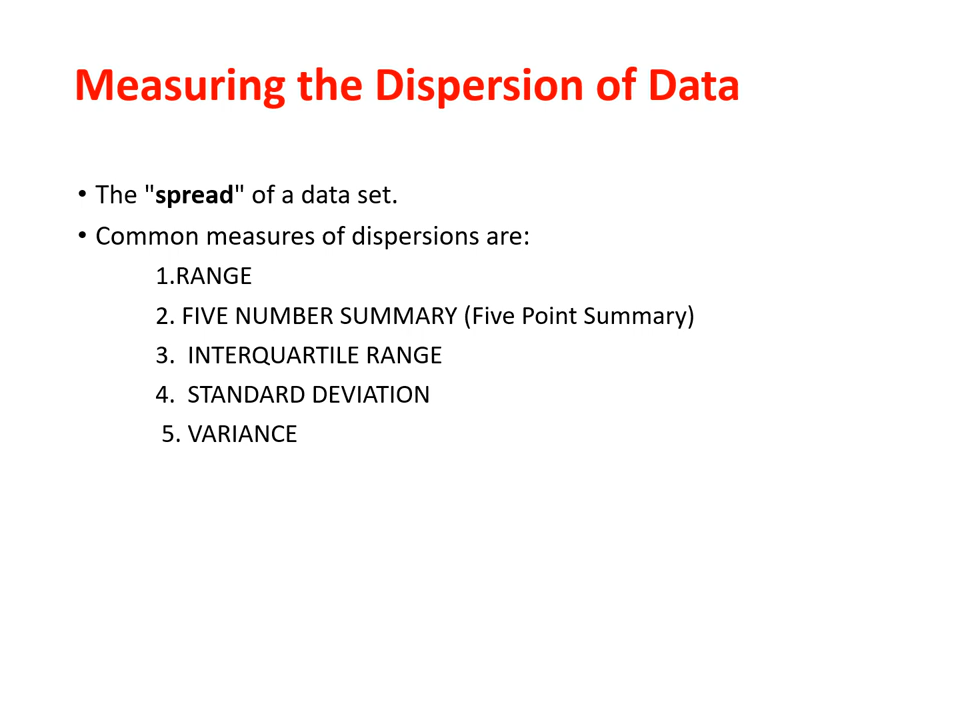 Measuring the Dispersion of Data
• The "spread" of a data set.
• Common measures of dispersions are:
1.RANGE
2. FIVE NUMBER SUMMARY (Five Point Summary)
3.  INTERQUARTILE RANGE
4.  STANDARD DEVIATION
5. VARIANCE